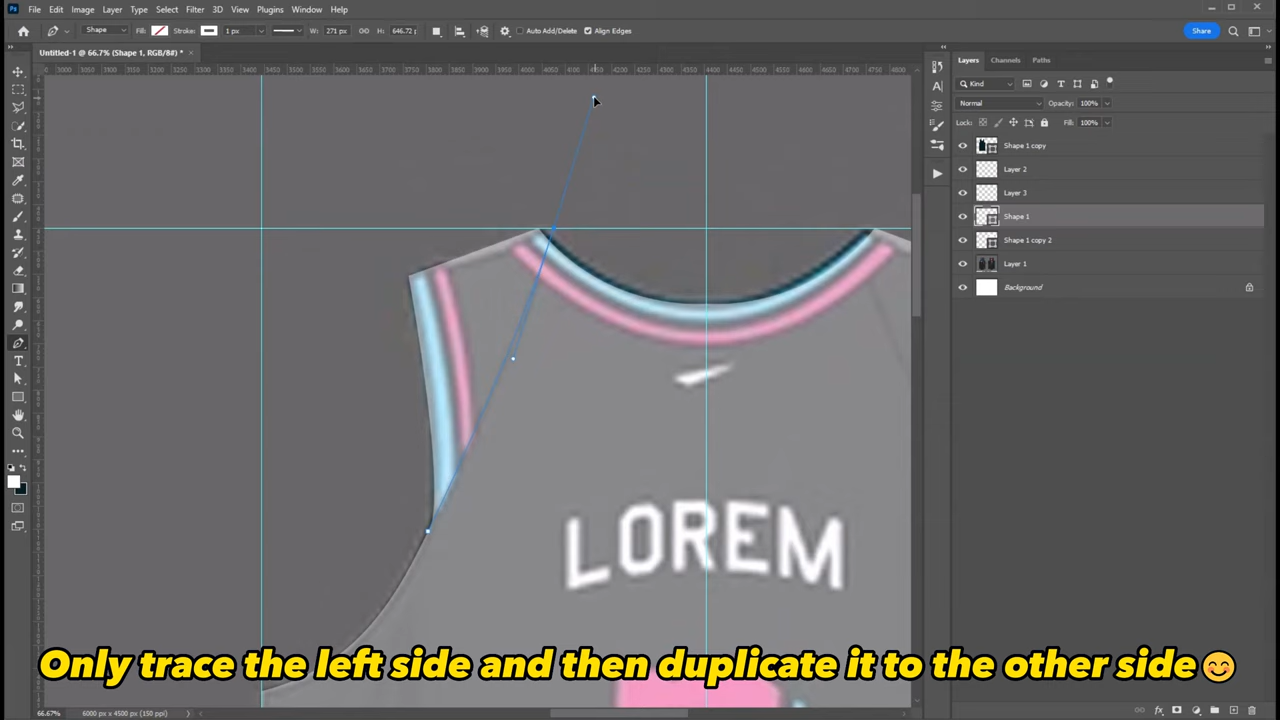 File Edit Image Layer Type Select Filter 3D View Plugins Window Help
Shape Fill: Stroke: 1 px W: 271 px H: 646.72 p Auto Add/Delete Align Edges Share
Untitled-1 @ 66.7% (Shape 1, RGB/8#) *
Layers Channels Paths
Kind
Normal Opacity: 100%
Lock: Fill: 100%
Shape 1 copy
Layer 2
Layer 3
Shape 1
Shape 1 copy 2
Layer 1
Background
LOREM
Only trace the left side and then duplicate it to the other side😊
66.67% 6000 px x 4500 px (150 ppi)